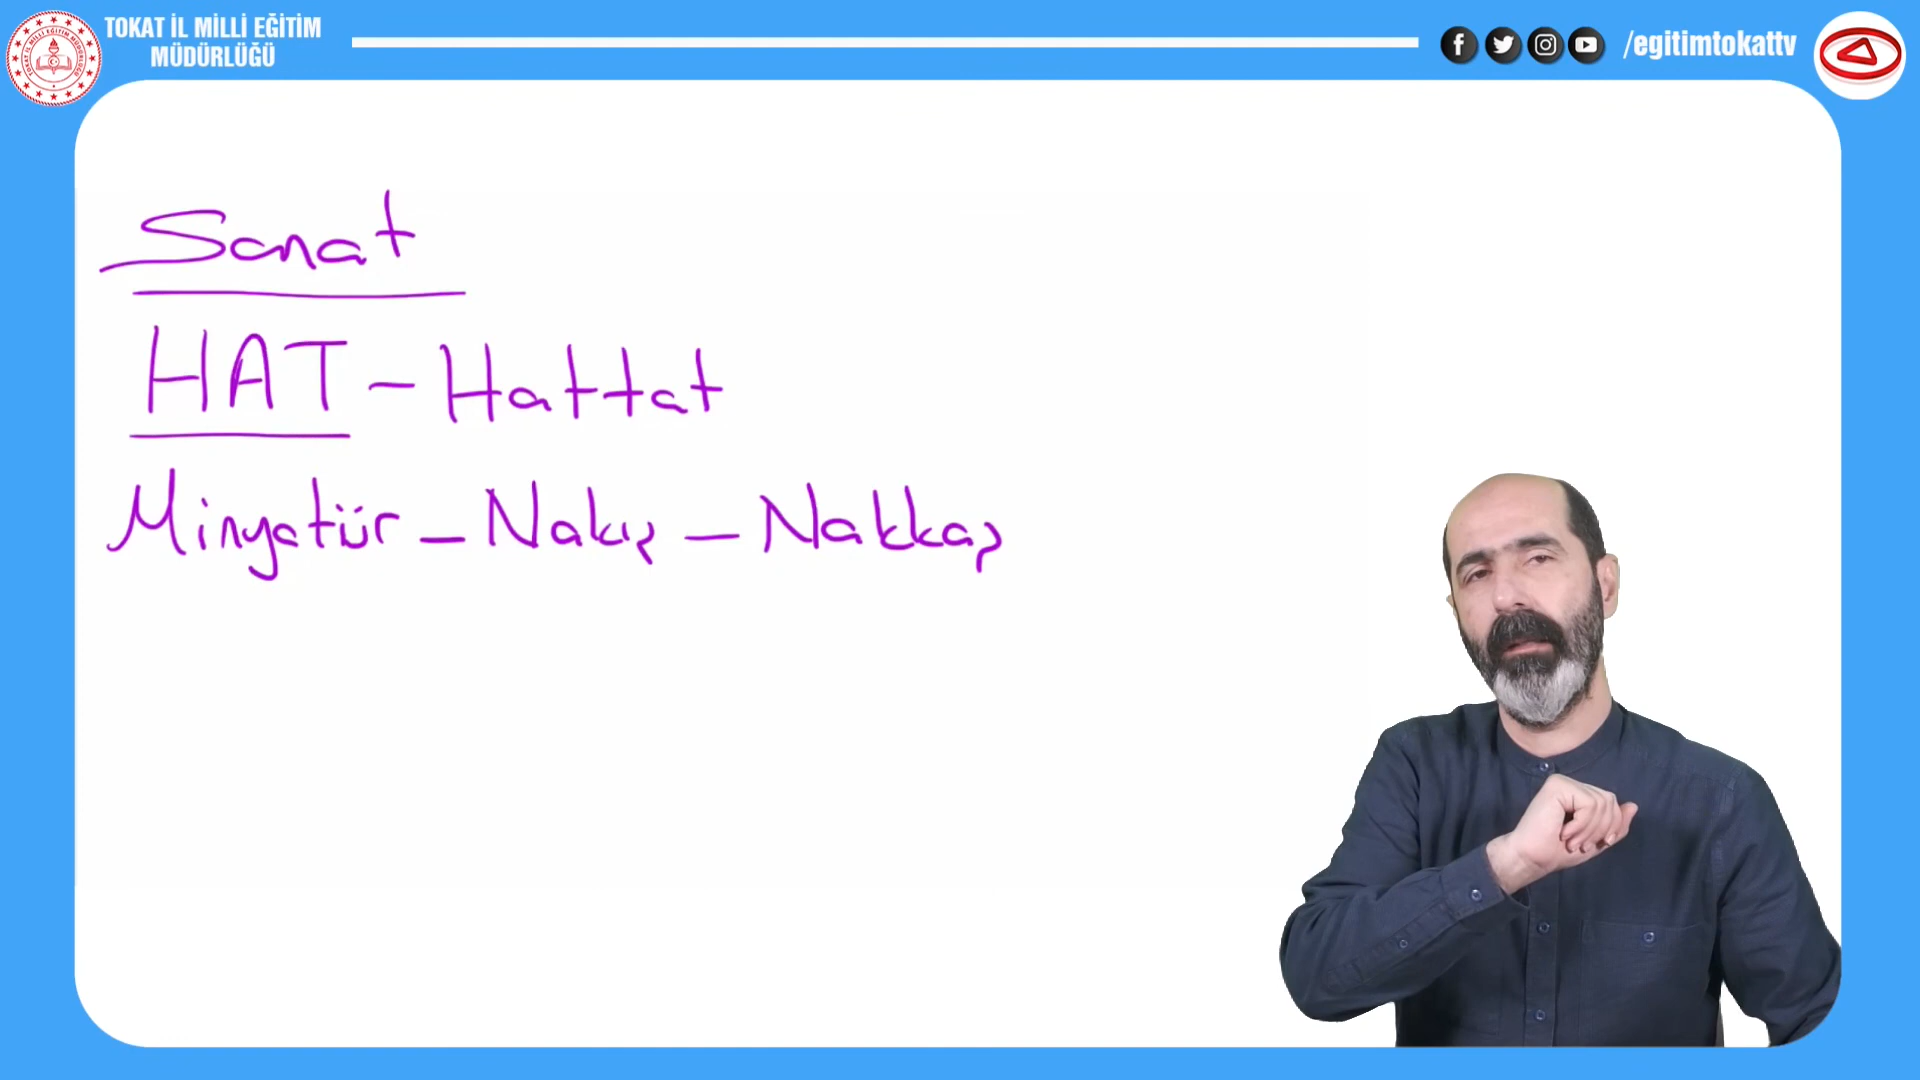 TOKAT İL MİLLİ EĞİTİM
MÜDÜRLÜĞÜ
/egitimtokattv
Sanat
HAT - Hattat
Minyatür - Nakış - Nakkaş